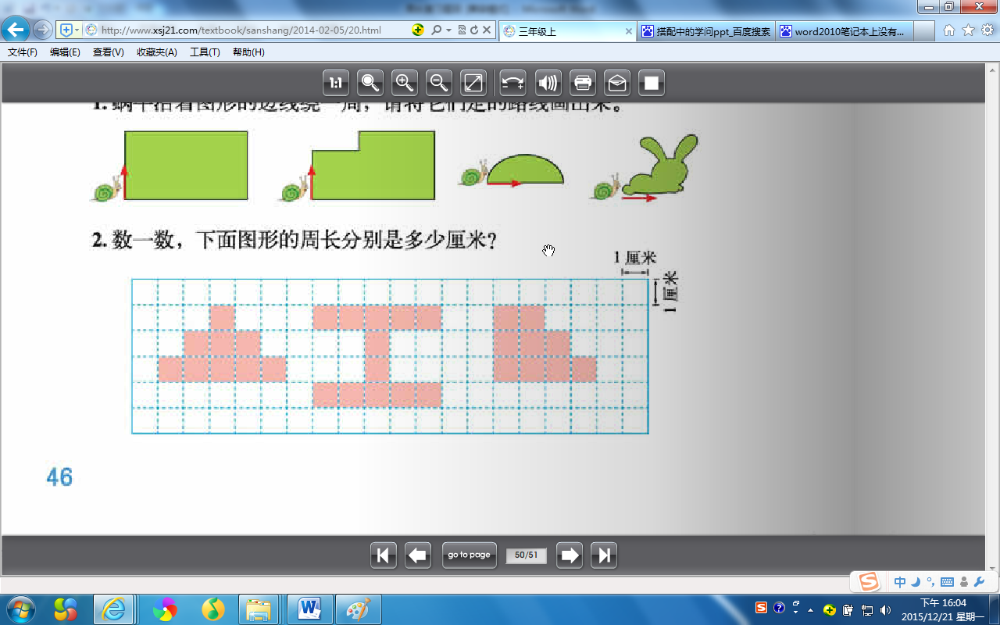 http://www.xsj21.com/textbook/sanshang/2014-02-05/20.html
三年级上
搭配中的学问ppt_百度搜索
word2010笔记本上没有...
文件(F) 编辑(E) 查看(V) 收藏夹(A) 工具(T) 帮助(H)
1:1
1. 蜗牛沿着图形的边线绕一周，请将它们走的路线画出来。
2. 数一数，下面图形的周长分别是多少厘米？
1 厘米
1 厘米
46
go to page
50/51
中
下午 16:04
2015/12/21 星期一